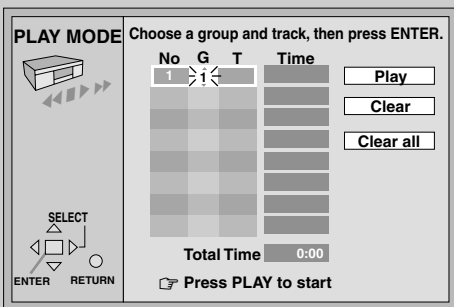 PLAY MODE
Choose a group and track, then press ENTER.
No G T Time
1 1
Play
Clear
Clear all
SELECT
ENTER RETURN
Total Time 0:00
☞ Press PLAY to start